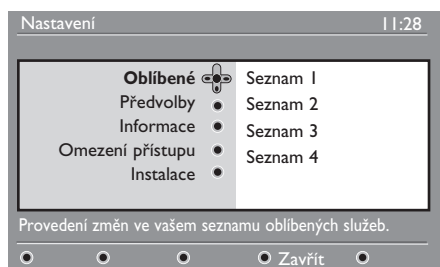 Nastavení 11:28
Oblíbené Seznam 1
Předvolby Seznam 2
Informace Seznam 3
Omezení přístupu Seznam 4
Instalace
Provedení změn ve vašem seznamu oblíbených služeb.
Zavřít